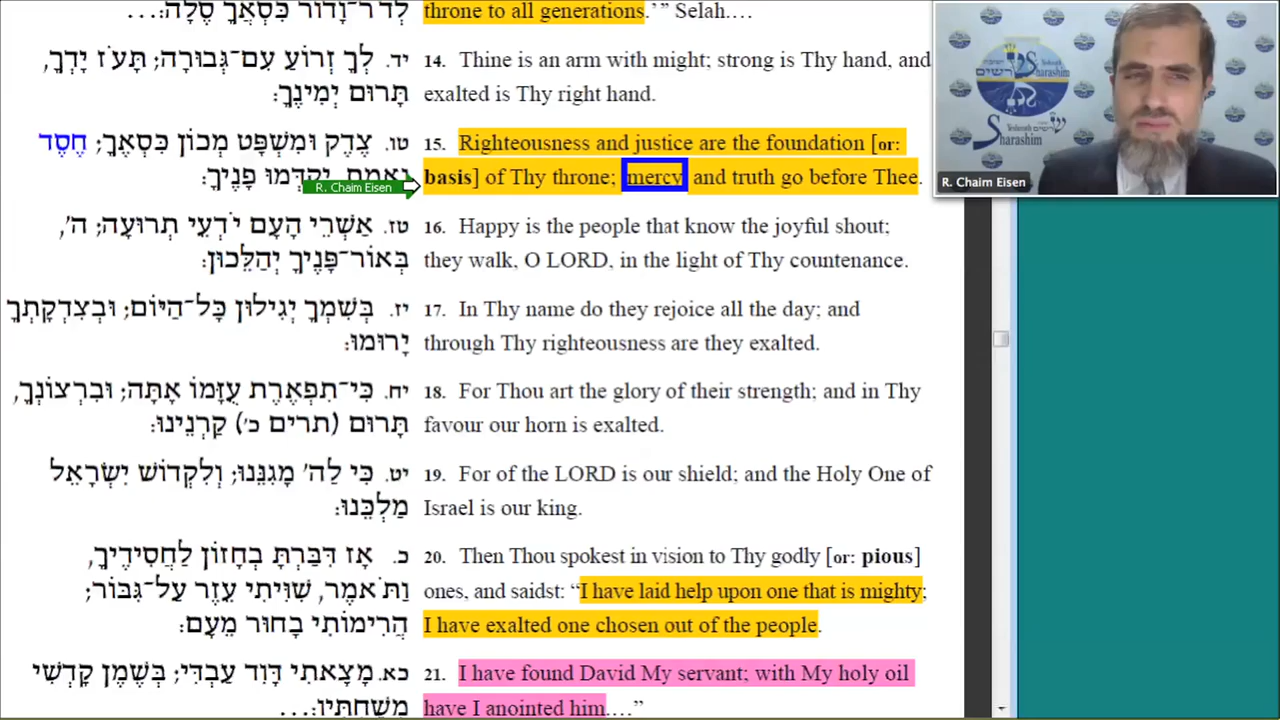 לְדֹר־וָדוֹר כִּסְאֲךָ סֶלָה:…
throne to all generations.’” Selah.…
יד. לְךָ זְרוֹעַ עִם־גְּבוּרָה; תָּעֹז יָדְךָ,
תָּרוּם יְמִינֶךָ:
14. Thine is an arm with might; strong is Thy hand, and
exalted is Thy right hand.
טו. צֶדֶק וּמִשְׁפָּט מְכוֹן כִּסְאֶךָ; חֶסֶד
יְקַדְּמוּ פָנֶיךָ:
15. Righteousness and justice are the foundation [or:
basis] of Thy throne; mercy and truth go before Thee.
R. Chaim Eisen
טז. אַשְׁרֵי הָעָם יֹדְעֵי תְרוּעָה; ה’,
בְּאוֹר־פָּנֶיךָ יְהַלֵּכוּן:
16. Happy is the people that know the joyful shout;
they walk, O LORD, in the light of Thy countenance.
יז. בְּשִׁמְךָ יְגִילוּן כָּל־הַיּוֹם; וּבְצִדְקָתְךָ
יָרוּמוּ:
17. In Thy name do they rejoice all the day; and
through Thy righteousness are they exalted.
יח. כִּי־תִפְאֶרֶת עֻזָּמוֹ אָתָּה; וּבִרְצוֹנְךָ,
תָּרוּם (תרים כ’) קַרְנֵינוּ:
18. For Thou art the glory of their strength; and in Thy
favour our horn is exalted.
יט. כִּי לַה’ מָגִנֵּנוּ; וְלִקְדוֹשׁ יִשְׂרָאֵל
מַלְכֵּנוּ:
19. For of the LORD is our shield; and the Holy One of
Israel is our king.
כ. אָז דִּבַּרְתָּ בְחָזוֹן לַחֲסִידֶיךָ,
וַתֹּאמֶר, שִׁוִּיתִי עֵזֶר עַל־גִּבּוֹר;
הֲרִימוֹתִי בָחוּר מֵעָם:
20. Then Thou spokest in vision to Thy godly [or: pious]
ones, and saidst: “I have laid help upon one that is mighty;
I have exalted one chosen out of the people.
כא. מָצָאתִי דָּוִד עַבְדִּי; בְּשֶׁמֶן קָדְשִׁי
מְשַׁחְתִּיו:…
21. I have found David My servant; with My holy oil
have I anointed him.…”
Yeshivath Sharashim
R. Chaim Eisen